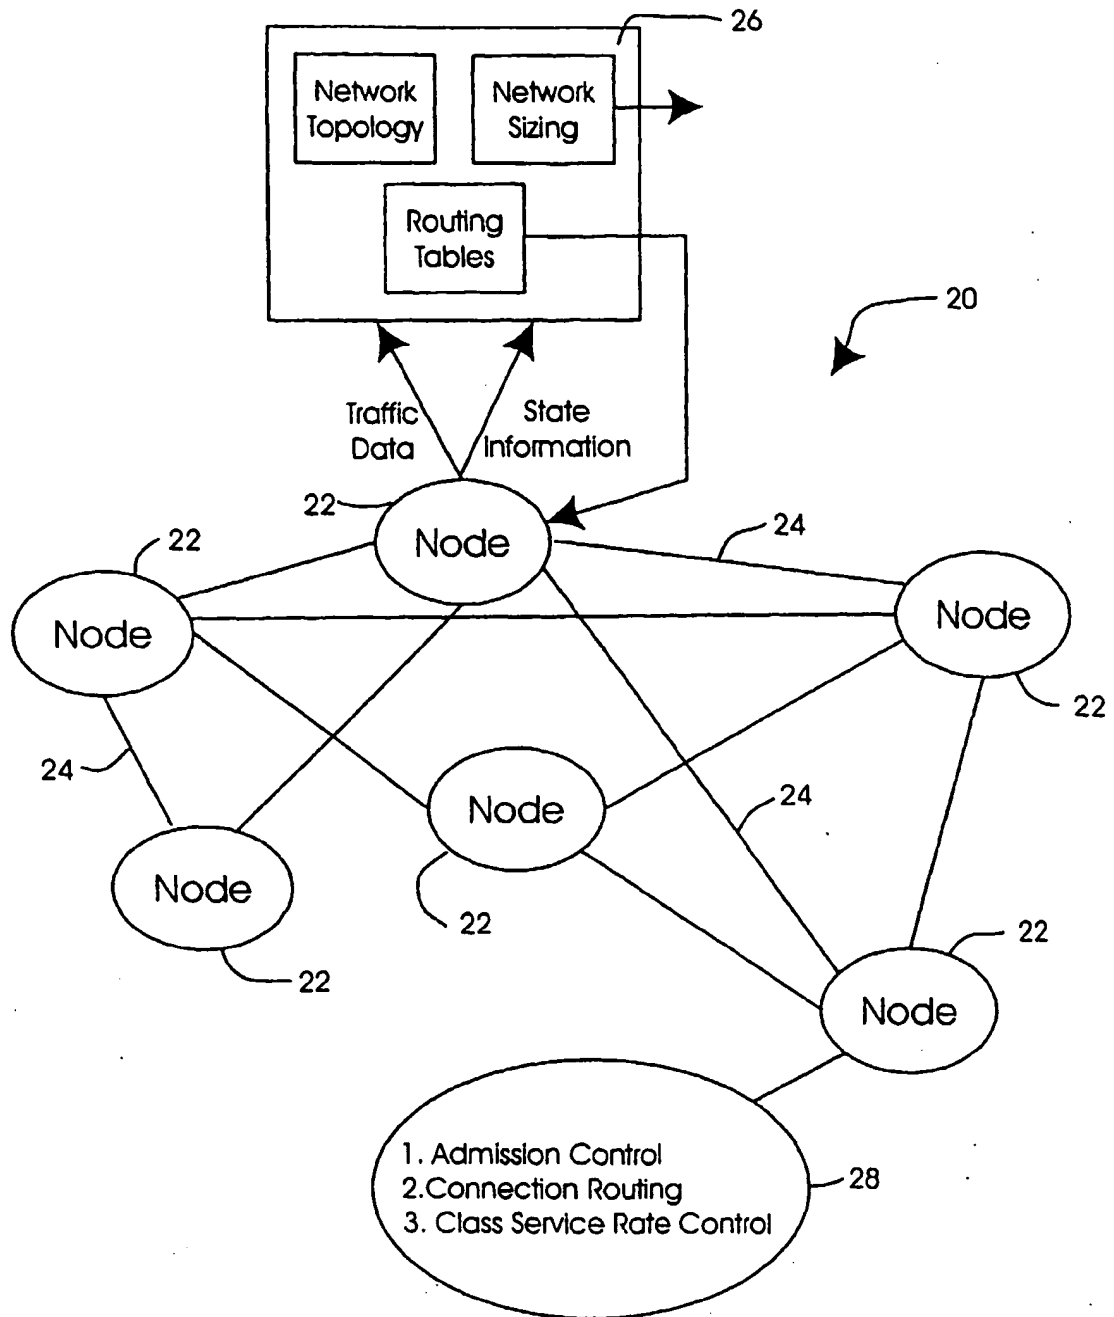 26
Network
Topology
Network
Sizing
Routing
Tables
20
Traffic
Data
State
Information
22
Node
24
22
Node
Node
22
24
Node
22
24
Node
22
22
Node
1. Admission Control
2.Connection Routing
3. Class Service Rate Control
28